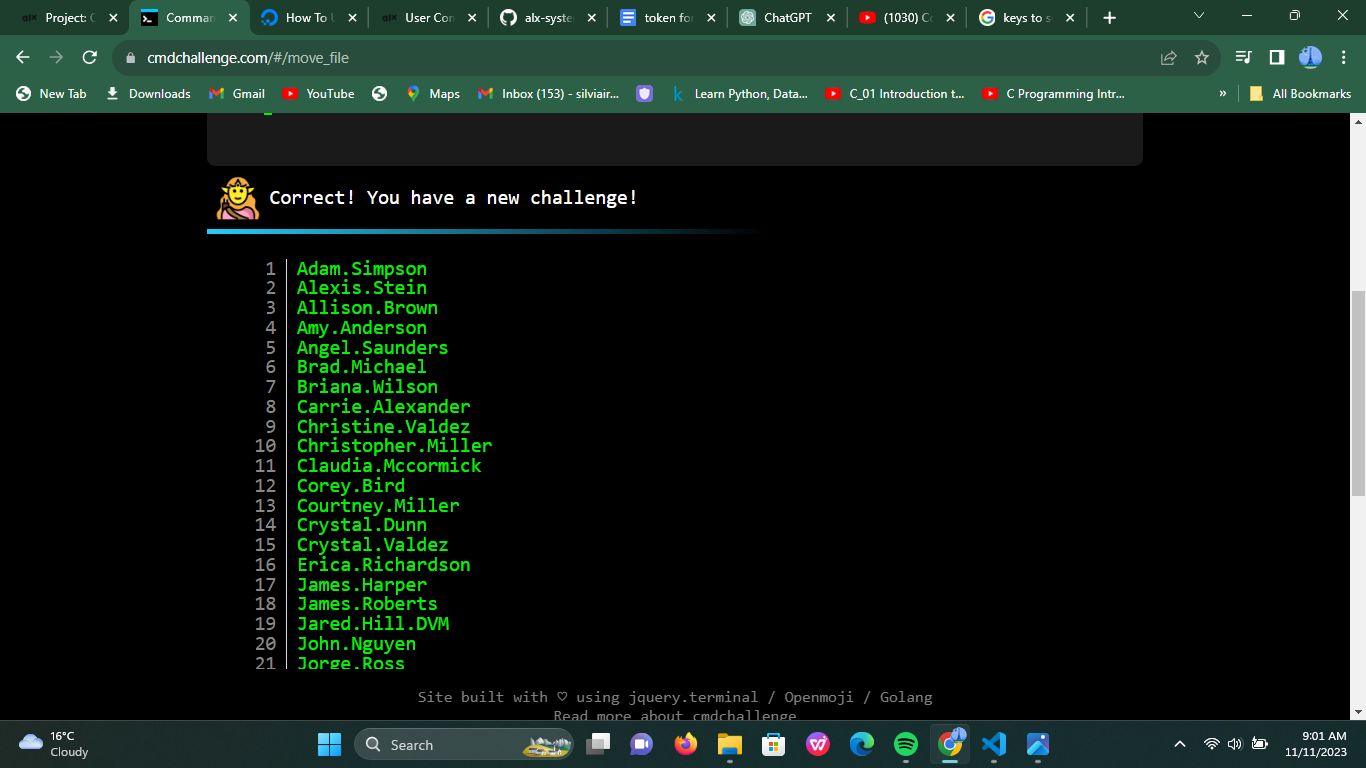 Project: C
Comman
How To U
User Con
alx-syste
token for
ChatGPT
(1030) Co
keys to s
cmdchallenge.com/#/move_file
New Tab
Downloads
Gmail
YouTube
Maps
Inbox (153) - silviair...
Learn Python, Data...
C_01 Introduction t...
C Programming Intr...
»
All Bookmarks
Correct! You have a new challenge!
1 Adam.Simpson
2 Alexis.Stein
3 Allison.Brown
4 Amy.Anderson
5 Angel.Saunders
6 Brad.Michael
7 Briana.Wilson
8 Carrie.Alexander
9 Christine.Valdez
10 Christopher.Miller
11 Claudia.Mccormick
12 Corey.Bird
13 Courtney.Miller
14 Crystal.Dunn
15 Crystal.Valdez
16 Erica.Richardson
17 James.Harper
18 James.Roberts
19 Jared.Hill.DVM
20 John.Nguyen
21 Jorge.Ross
Site built with ♡ using jquery.terminal / Openmoji / Golang
Read more about cmdchallenge
16°C
Cloudy
Search
9:01 AM
11/11/2023